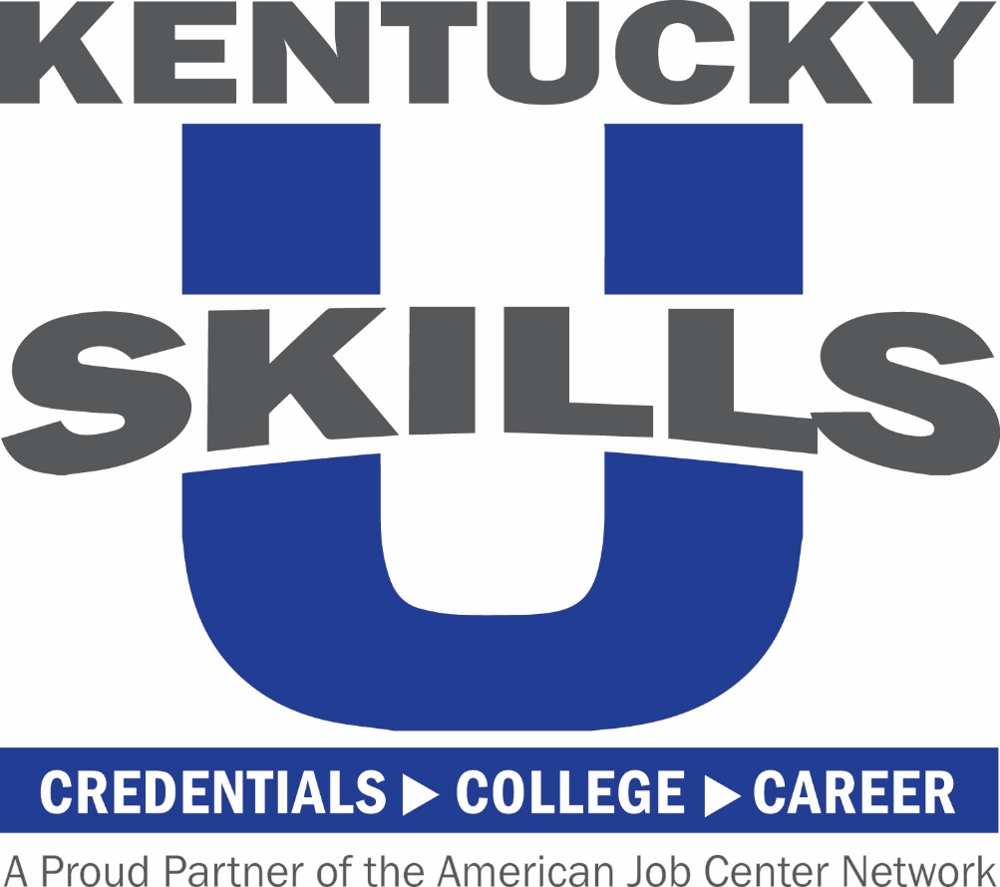 KENTUCKY
U
SKILLS
CREDENTIALS ▶ COLLEGE ▶ CAREER
A Proud Partner of the American Job Center Network